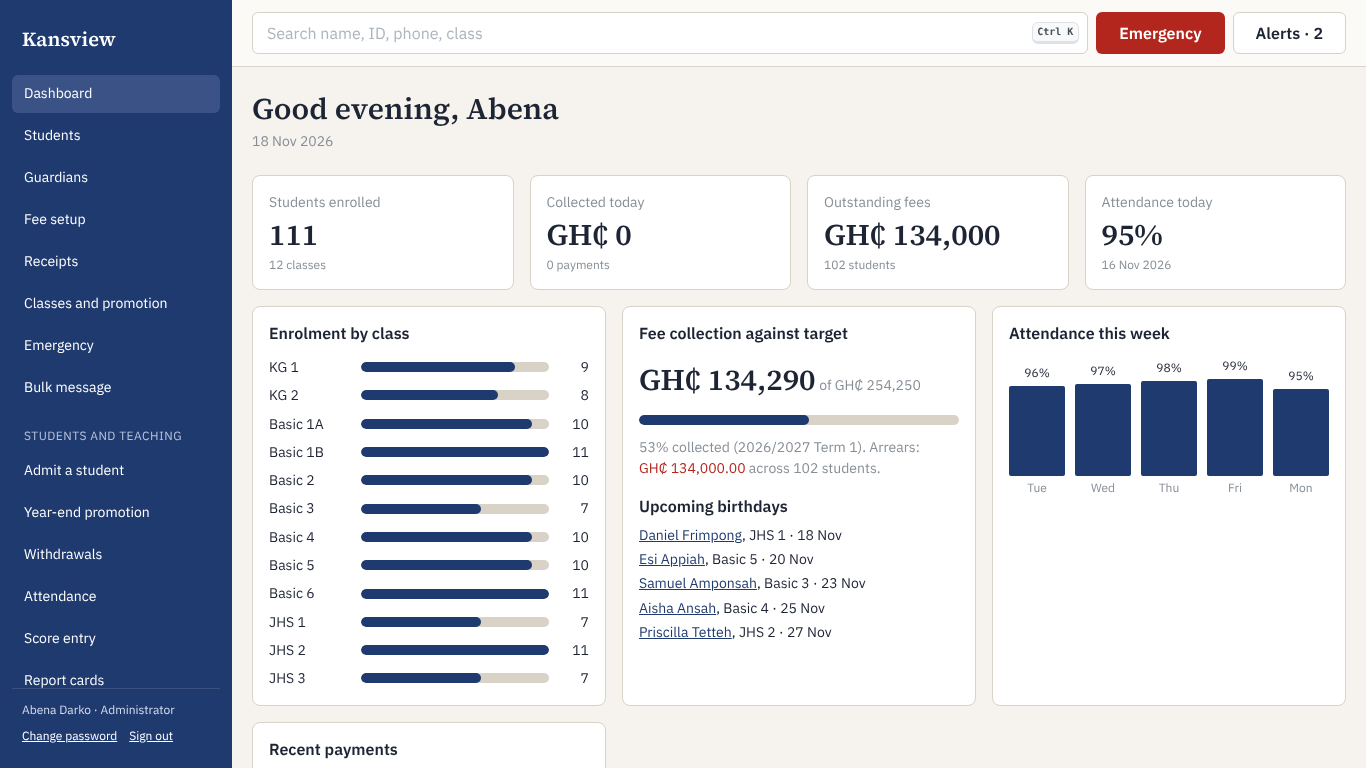 Kansview
Dashboard
Students
Guardians
Fee setup
Receipts
Classes and promotion
Emergency
Bulk message
STUDENTS AND TEACHING
Admit a student
Year-end promotion
Withdrawals
Attendance
Score entry
Report cards
Abena Darko · Administrator
Change password Sign out
Search name, ID, phone, class Ctrl K
Emergency
Alerts · 2
Good evening, Abena
18 Nov 2026
Students enrolled
111
12 classes
Collected today
GH₵ 0
0 payments
Outstanding fees
GH₵ 134,000
102 students
Attendance today
95%
16 Nov 2026
Enrolment by class
KG 1 9
KG 2 8
Basic 1A 10
Basic 1B 11
Basic 2 10
Basic 3 7
Basic 4 10
Basic 5 10
Basic 6 11
JHS 1 7
JHS 2 11
JHS 3 7
Fee collection against target
GH₵ 134,290 of GH₵ 254,250
53% collected (2026/2027 Term 1). Arrears:
GH₵ 134,000.00 across 102 students.
Upcoming birthdays
Daniel Frimpong, JHS 1 · 18 Nov
Esi Appiah, Basic 5 · 20 Nov
Samuel Amponsah, Basic 3 · 23 Nov
Aisha Ansah, Basic 4 · 25 Nov
Priscilla Tetteh, JHS 2 · 27 Nov
Attendance this week
96% 97% 98% 99% 95%
Tue Wed Thu Fri Mon
Recent payments